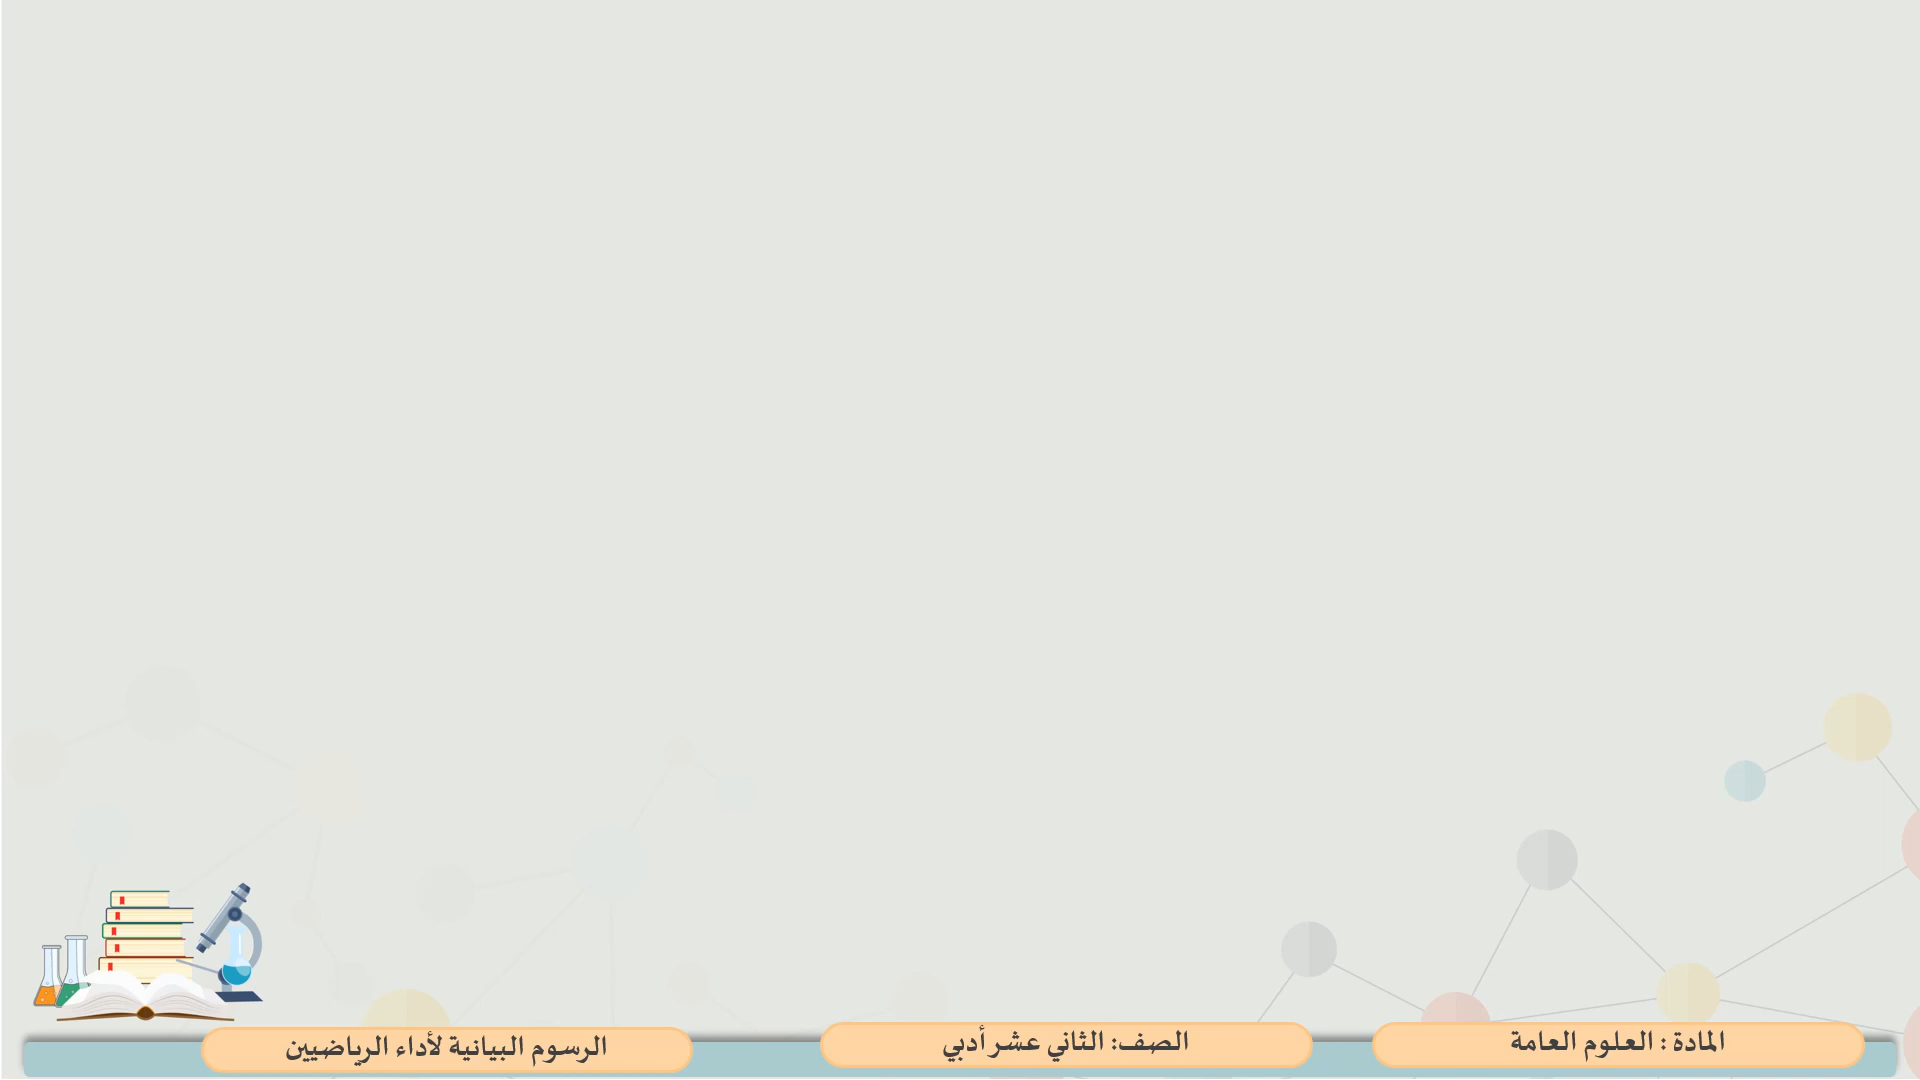 المادة : العلوم العامة
الصف: الثاني عشر أدبي
الرسوم البيانية لأداء الرياضيين